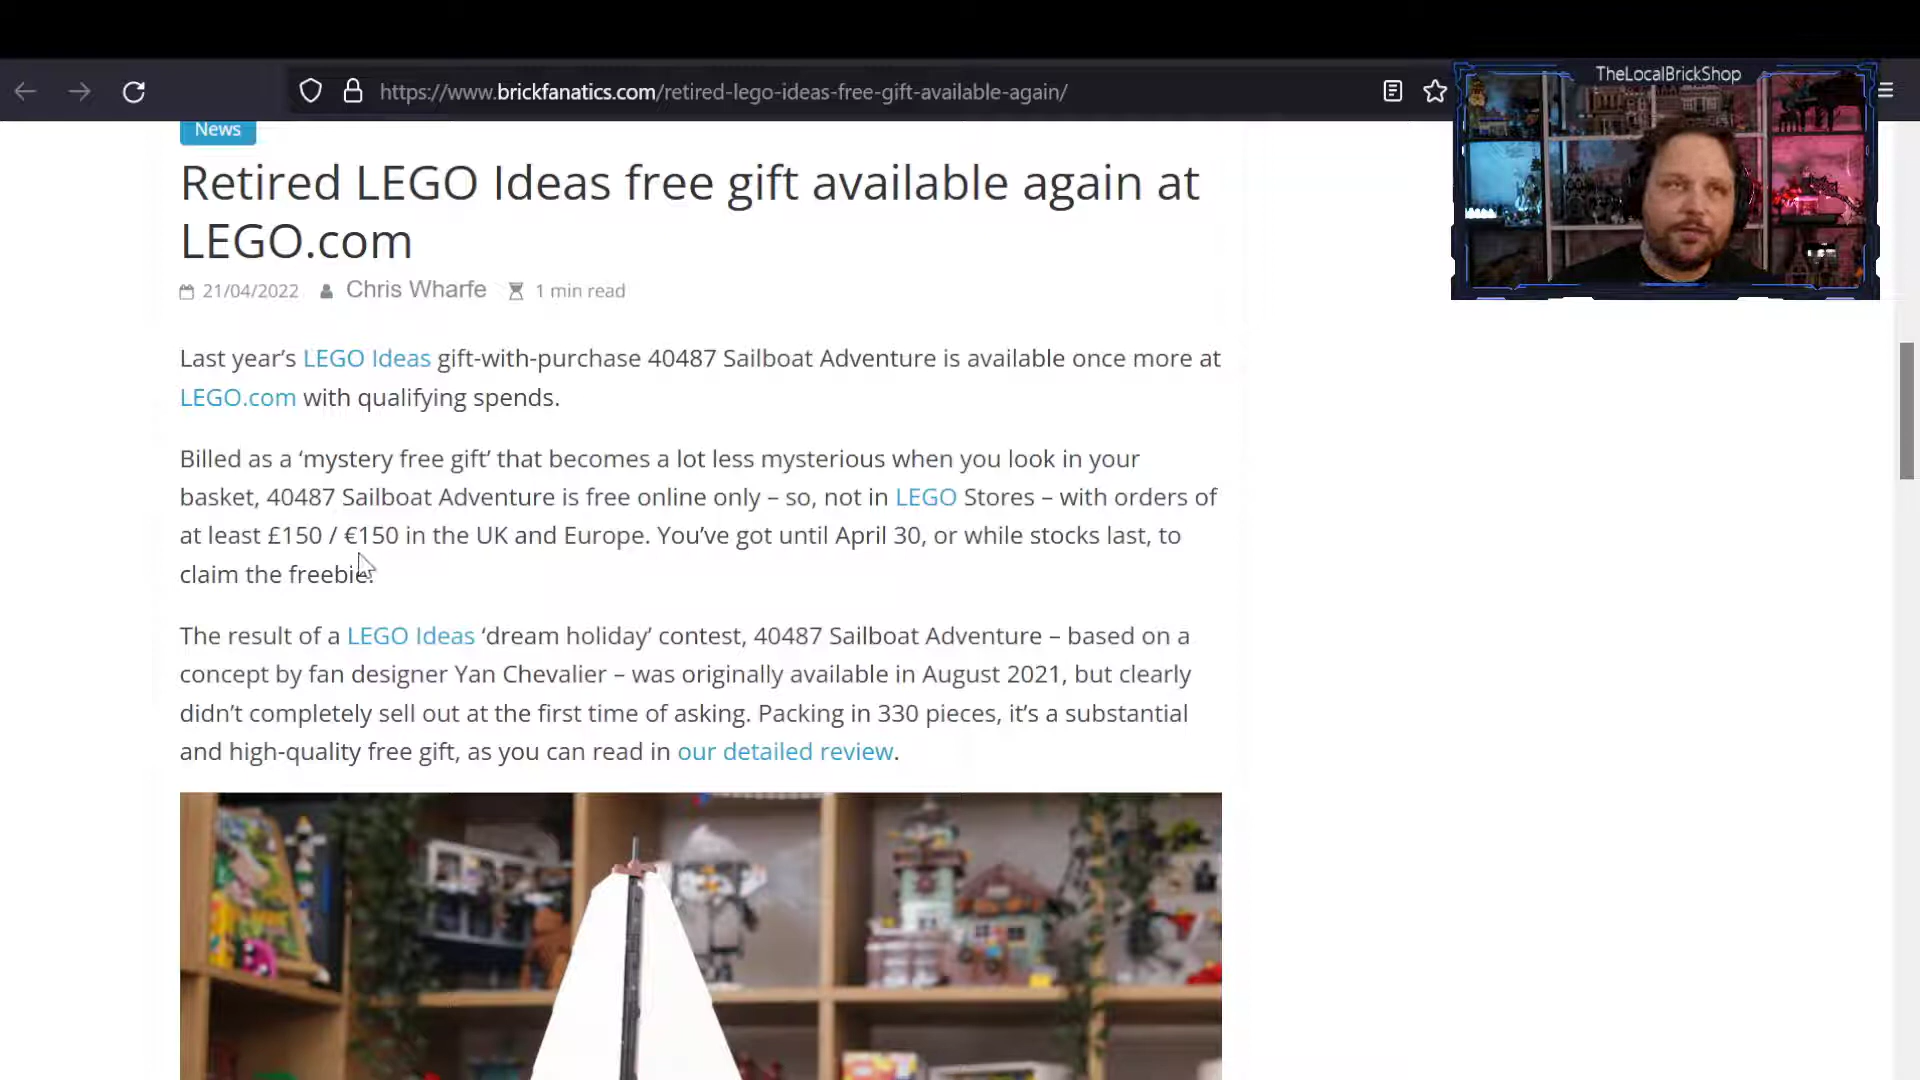 https://www.brickfanatics.com/retired-lego-ideas-free-gift-available-again/
TheLocalBrickShop
News
Retired LEGO Ideas free gift available again at
LEGO.com
21/04/2022 Chris Wharfe 1 min read
Last year’s LEGO Ideas gift-with-purchase 40487 Sailboat Adventure is available once more at
LEGO.com with qualifying spends.
Billed as a ‘mystery free gift’ that becomes a lot less mysterious when you look in your
basket, 40487 Sailboat Adventure is free online only – so, not in LEGO Stores – with orders of
at least £150 / €150 in the UK and Europe. You’ve got until April 30, or while stocks last, to
claim the freebie.
The result of a LEGO Ideas ‘dream holiday’ contest, 40487 Sailboat Adventure – based on a
concept by fan designer Yan Chevalier – was originally available in August 2021, but clearly
didn’t completely sell out at the first time of asking. Packing in 330 pieces, it’s a substantial
and high-quality free gift, as you can read in our detailed review.